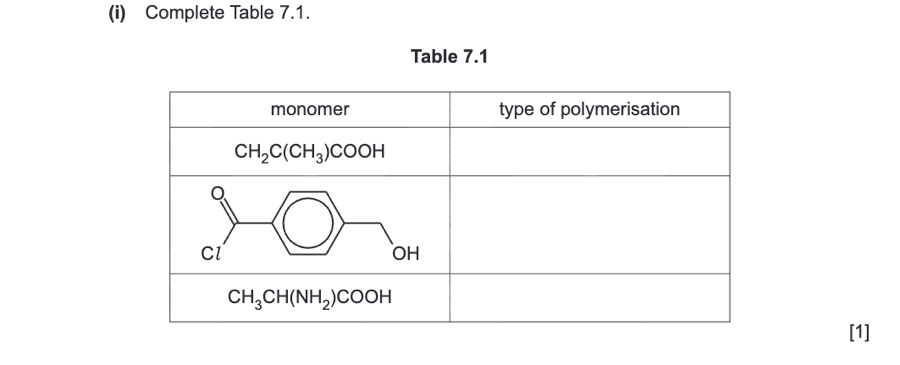 (i) Complete Table 7.1.
Table 7.1
monomer type of polymerisation
CH₂C(CH₃)COOH
O
Cl
OH
CH₃CH(NH₂)COOH
[1]